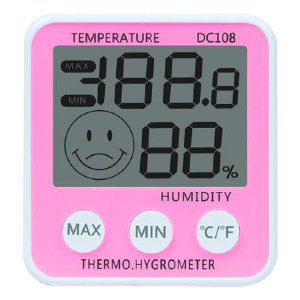 TEMPERATURE DC108
MAX
-188.8
MIN
88%
HUMIDITY
MAX MIN °C/°F
THERMO.HYGROMETER